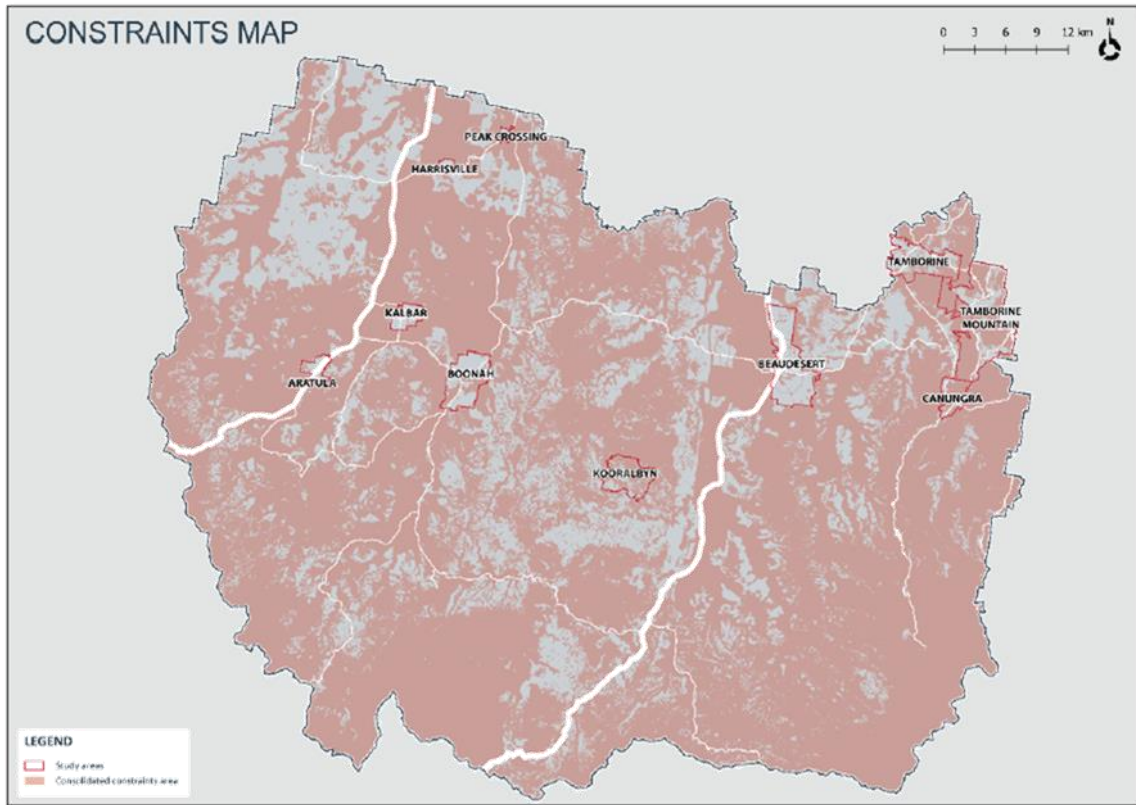 CONSTRAINTS MAP
0 3 6 9 12 km
N
PEAK CROSSING
HARRISVILLE
TAMBORINE
KALBAR
TAMBORINE
MOUNTAIN
BEAUDESERT
BOONAH
ARATULA
CANUNGRA
KOORALBYN
LEGEND
Study areas
Consolidated constraints area